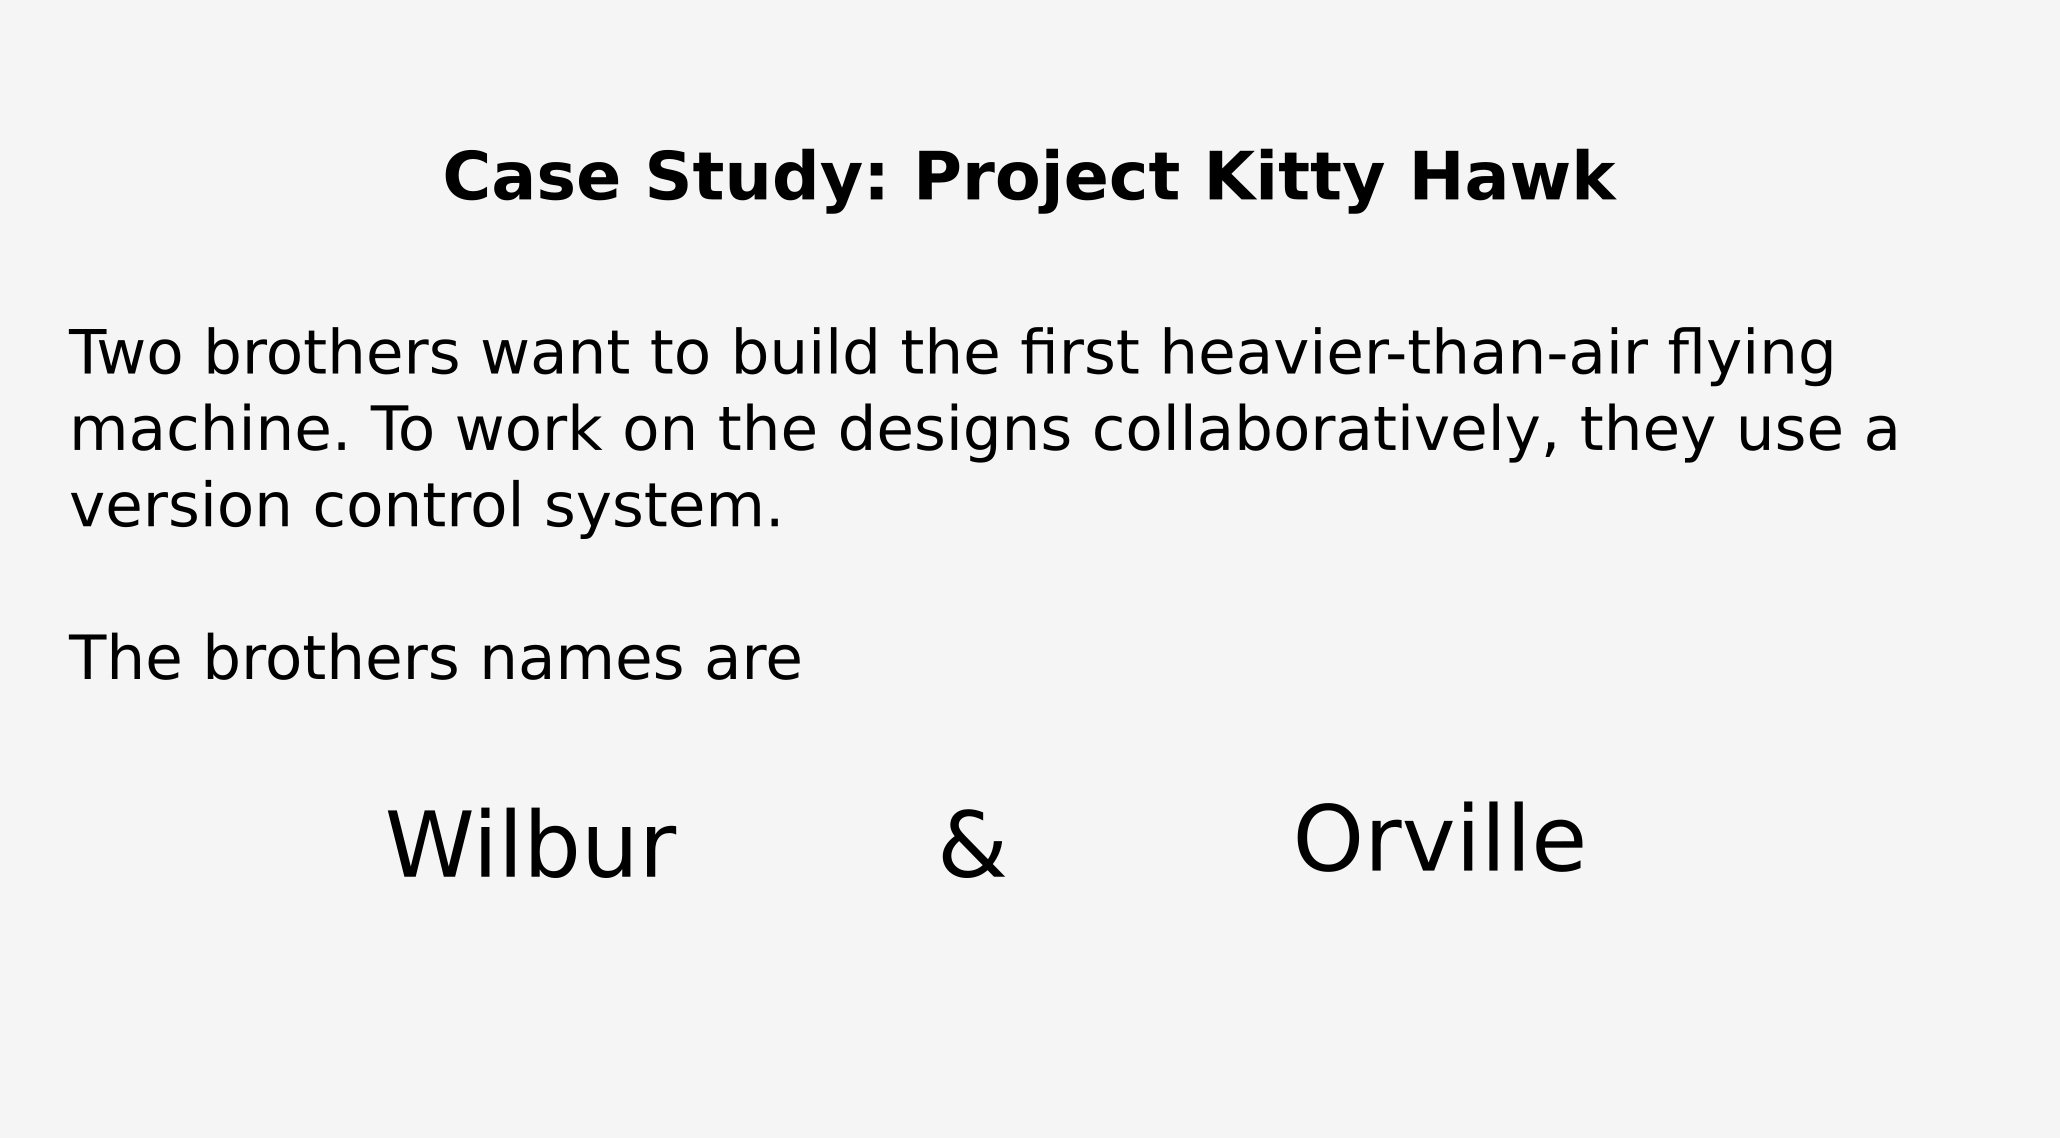 Case Study: Project Kitty Hawk
Two brothers want to build the first heavier-than-air flying
machine. To work on the designs collaboratively, they use a
version control system.
The brothers names are
Wilbur & Orville